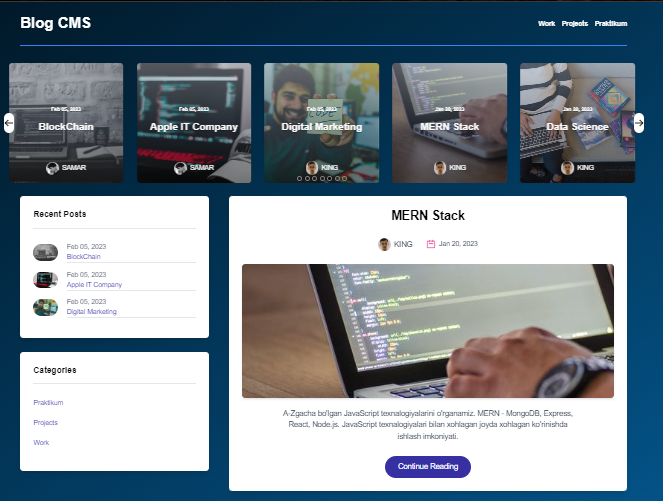 Blog CMS
Work Projects Praktikum
Feb 05, 2023
BlockChain
SAMAR
Feb 05, 2023
Apple IT Company
SAMAR
Feb 05, 2023
Digital Marketing
KING
Jan 20, 2023
MERN Stack
KING
Jan 20, 2023
Data Science
KING
Recent Posts
Feb 05, 2023
BlockChain
Feb 05, 2023
Apple IT Company
Feb 05, 2023
Digital Marketing
Categories
Praktikum
Projects
Work
MERN Stack
KING Jan 20, 2023
A-Zgacha bo'lgan JavaScript texnalogiyalarini o'rganamiz. MERN - MongoDB, Express,
React, Node.js. JavaScript texnalogiyalari bilan xohlagan joyda xohlagan ko'rinishda
ishlash imkoniyati.
Continue Reading